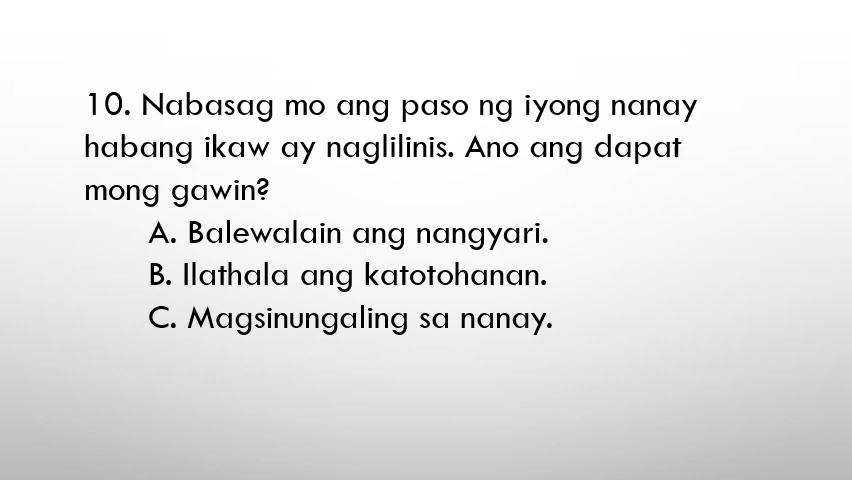 10. Nabasag mo ang paso ng iyong nanay
habang ikaw ay naglilinis. Ano ang dapat
mong gawin?
A. Balewalain ang nangyari.
B. Ilathala ang katotohanan.
C. Magsinungaling sa nanay.